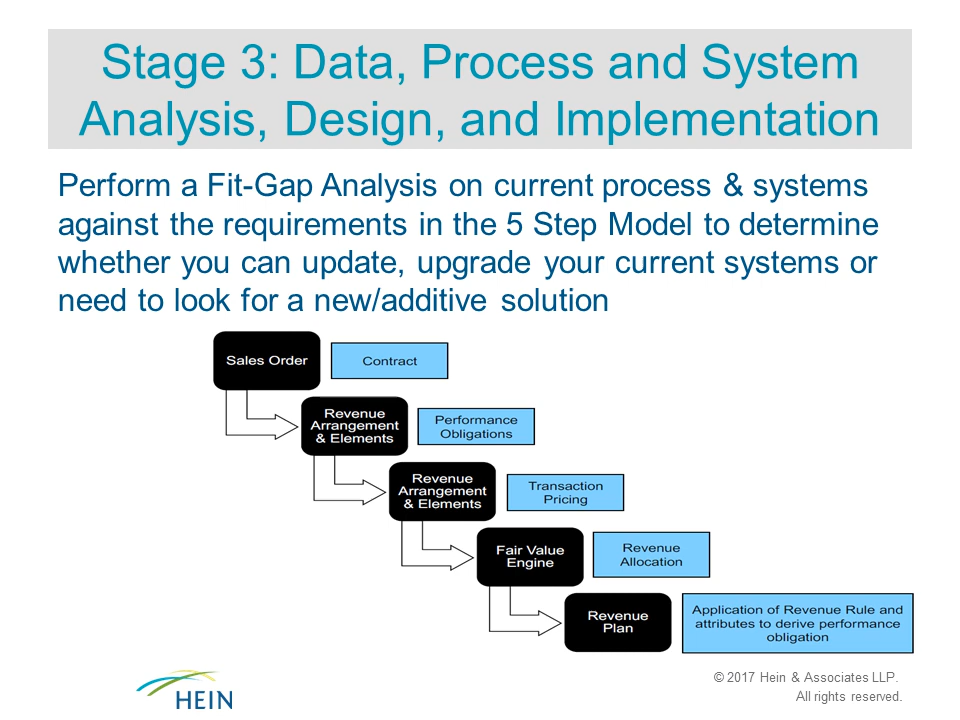 Stage 3: Data, Process and System
Analysis, Design, and Implementation
Perform a Fit-Gap Analysis on current process & systems
against the requirements in the 5 Step Model to determine
whether you can update, upgrade your current systems or
need to look for a new/additive solution
Sales Order
Contract
Revenue
Arrangement
& Elements
Performance
Obligations
Revenue
Arrangement
& Elements
Transaction
Pricing
Fair Value
Engine
Revenue
Allocation
Revenue
Plan
Application of Revenue Rule and
attributes to derive performance
obligation
HEIN
© 2017 Hein & Associates LLP.
All rights reserved.